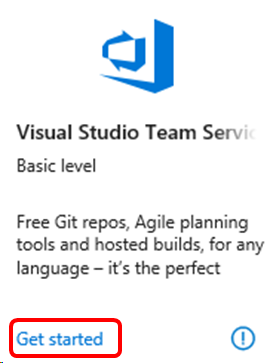 Visual Studio Team Servic
Basic level
Free Git repos, Agile planning
tools and hosted builds, for any
language – it's the perfect
Get started